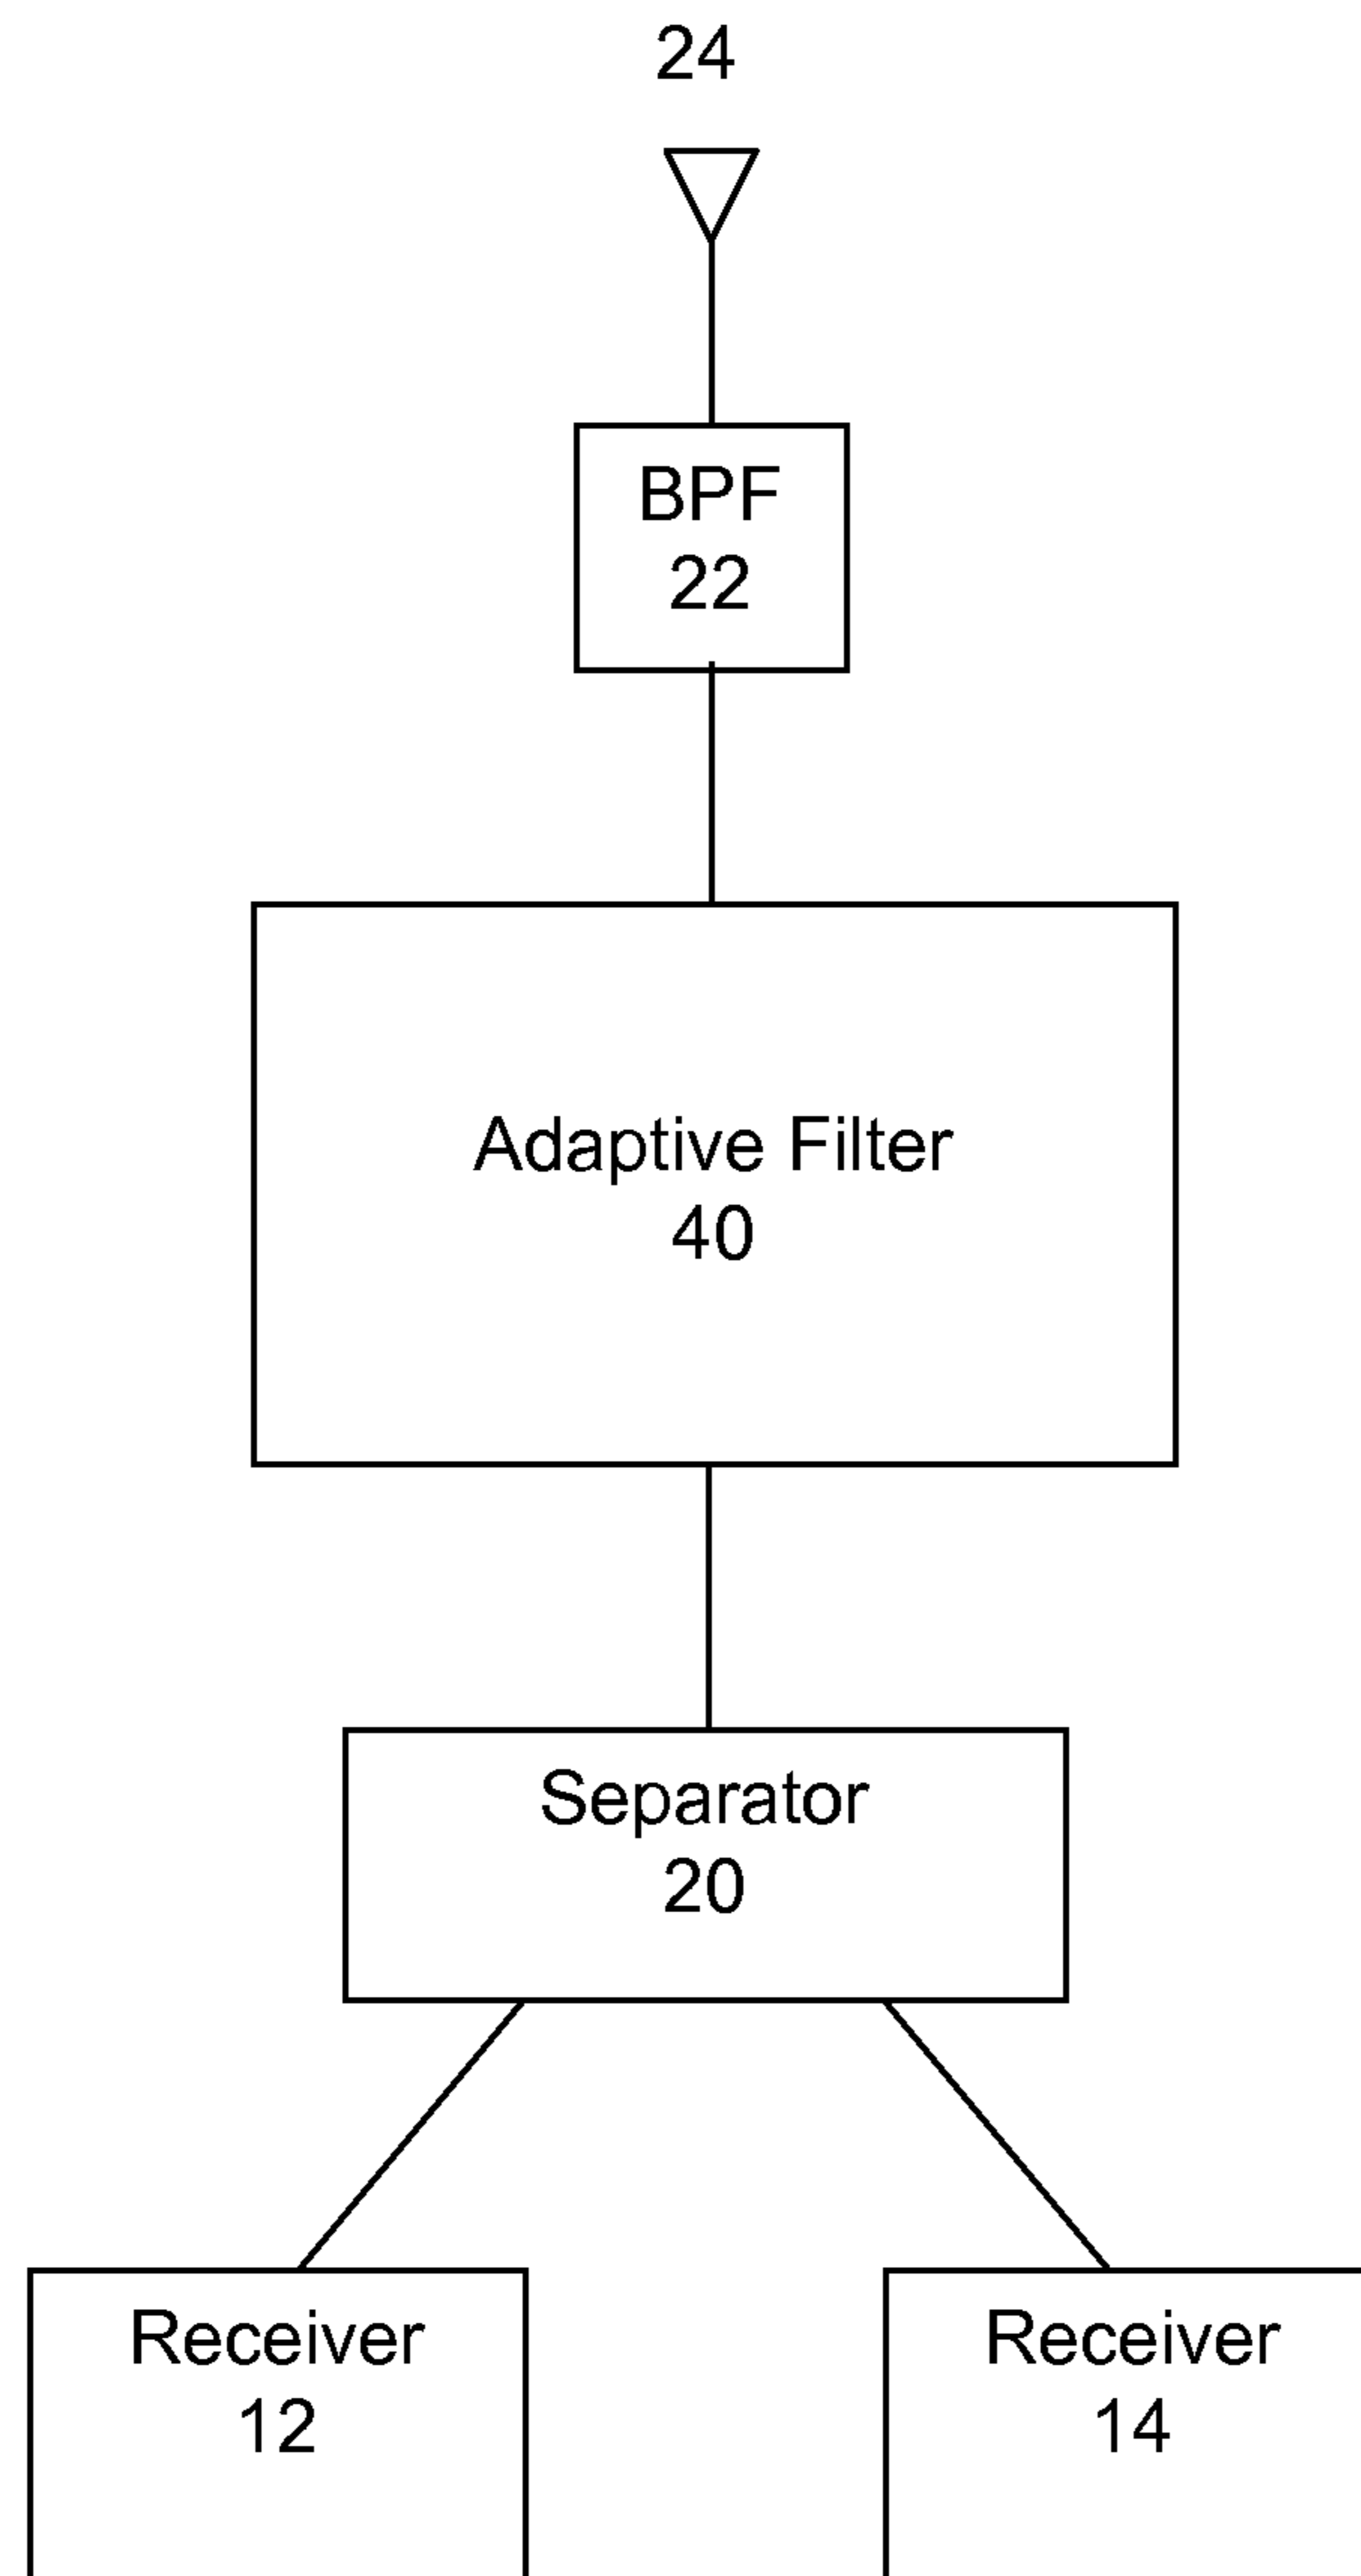 24
BPF
22
Adaptive Filter
40
Separator
20
Receiver
12
Receiver
14